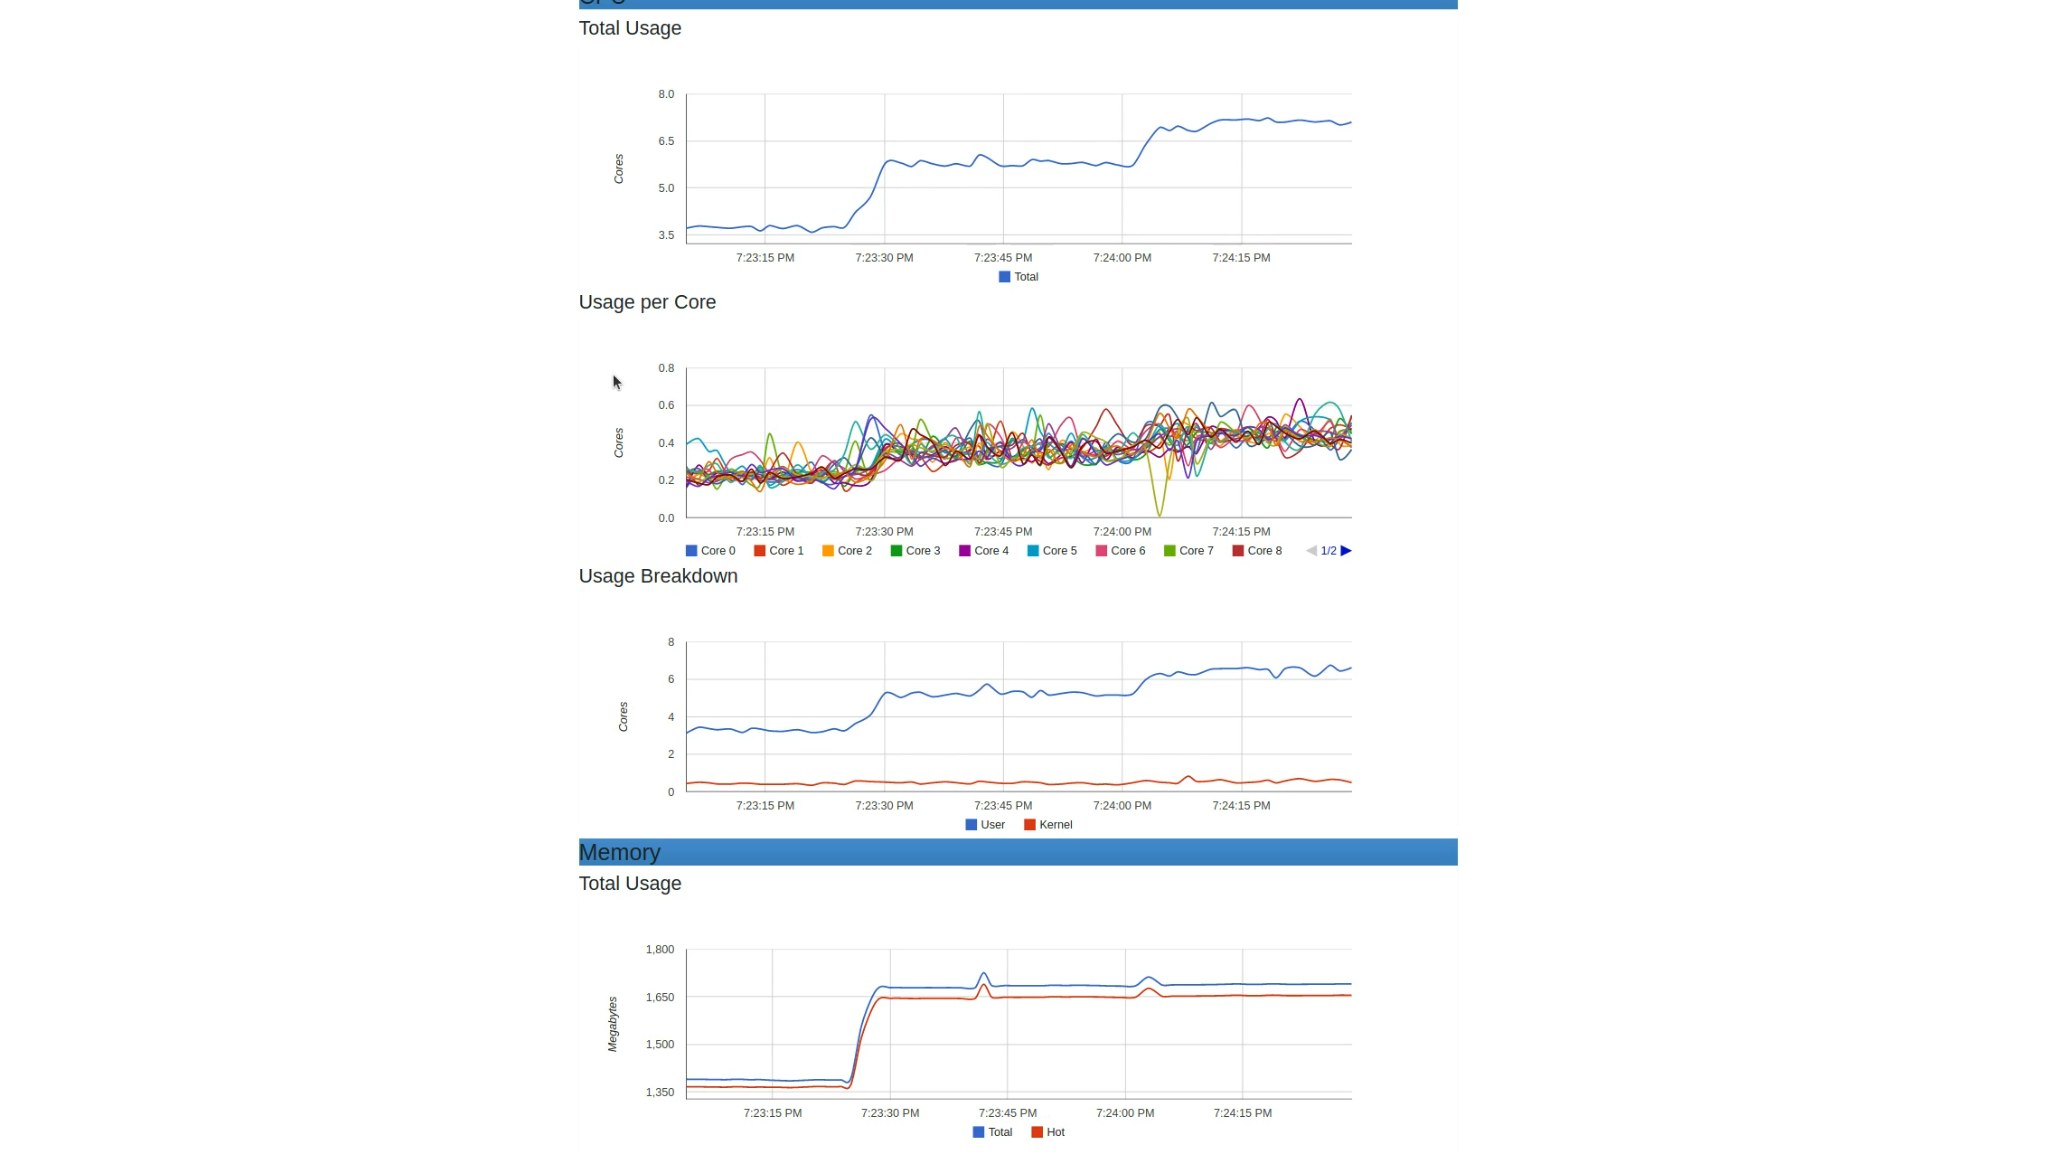 Total Usage
8.0
6.5
5.0
3.5
Cores
7:23:15 PM 7:23:30 PM 7:23:45 PM 7:24:00 PM 7:24:15 PM
Total
Usage per Core
0.8
0.6
0.4
0.2
0.0
Cores
7:23:15 PM 7:23:30 PM 7:23:45 PM 7:24:00 PM 7:24:15 PM
Core 0 Core 1 Core 2 Core 3 Core 4 Core 5 Core 6 Core 7 Core 8 1/2
Usage Breakdown
8
6
4
2
0
Cores
7:23:15 PM 7:23:30 PM 7:23:45 PM 7:24:00 PM 7:24:15 PM
User Kernel
Memory
Total Usage
1,800
1,650
1,500
1,350
Megabytes
7:23:15 PM 7:23:30 PM 7:23:45 PM 7:24:00 PM 7:24:15 PM
Total Hot